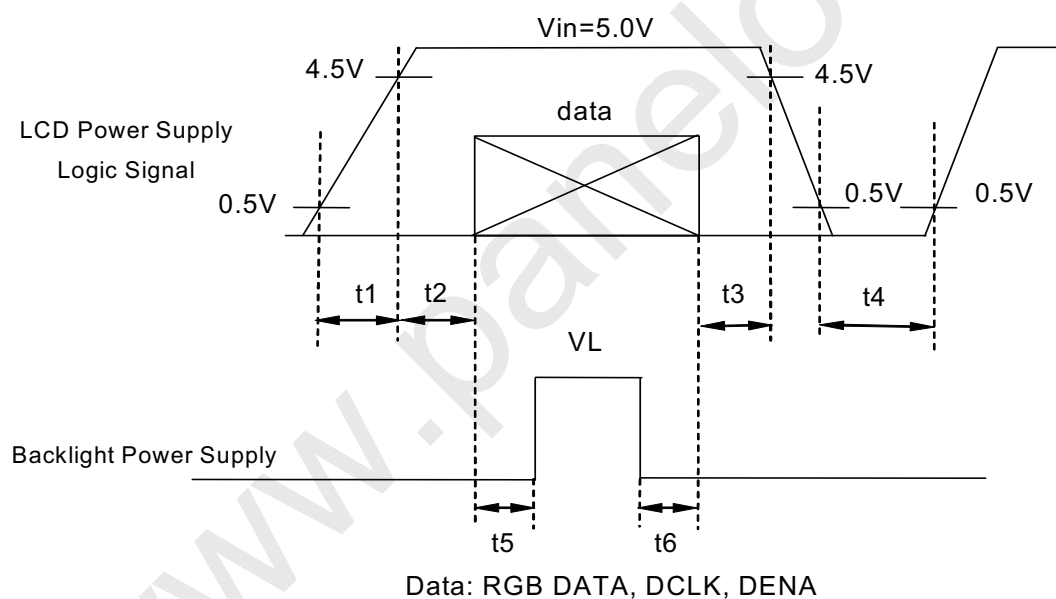 Vin=5.0V
4.5V
4.5V
data
LCD Power Supply
Logic Signal
0.5V
0.5V
0.5V
t1
t2
t3
t4
VL
Backlight Power Supply
t5
t6
Data: RGB DATA, DCLK, DENA
www.panelo